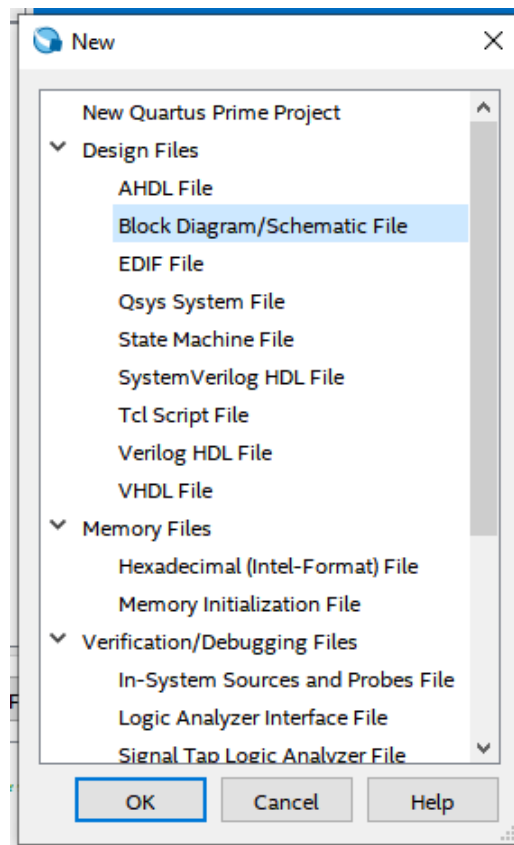 New
New Quartus Prime Project
Design Files
AHDL File
Block Diagram/Schematic File
EDIF File
Qsys System File
State Machine File
SystemVerilog HDL File
Tcl Script File
Verilog HDL File
VHDL File
Memory Files
Hexadecimal (Intel-Format) File
Memory Initialization File
Verification/Debugging Files
In-System Sources and Probes File
Logic Analyzer Interface File
Signal Tap Logic Analyzer File
OK Cancel Help